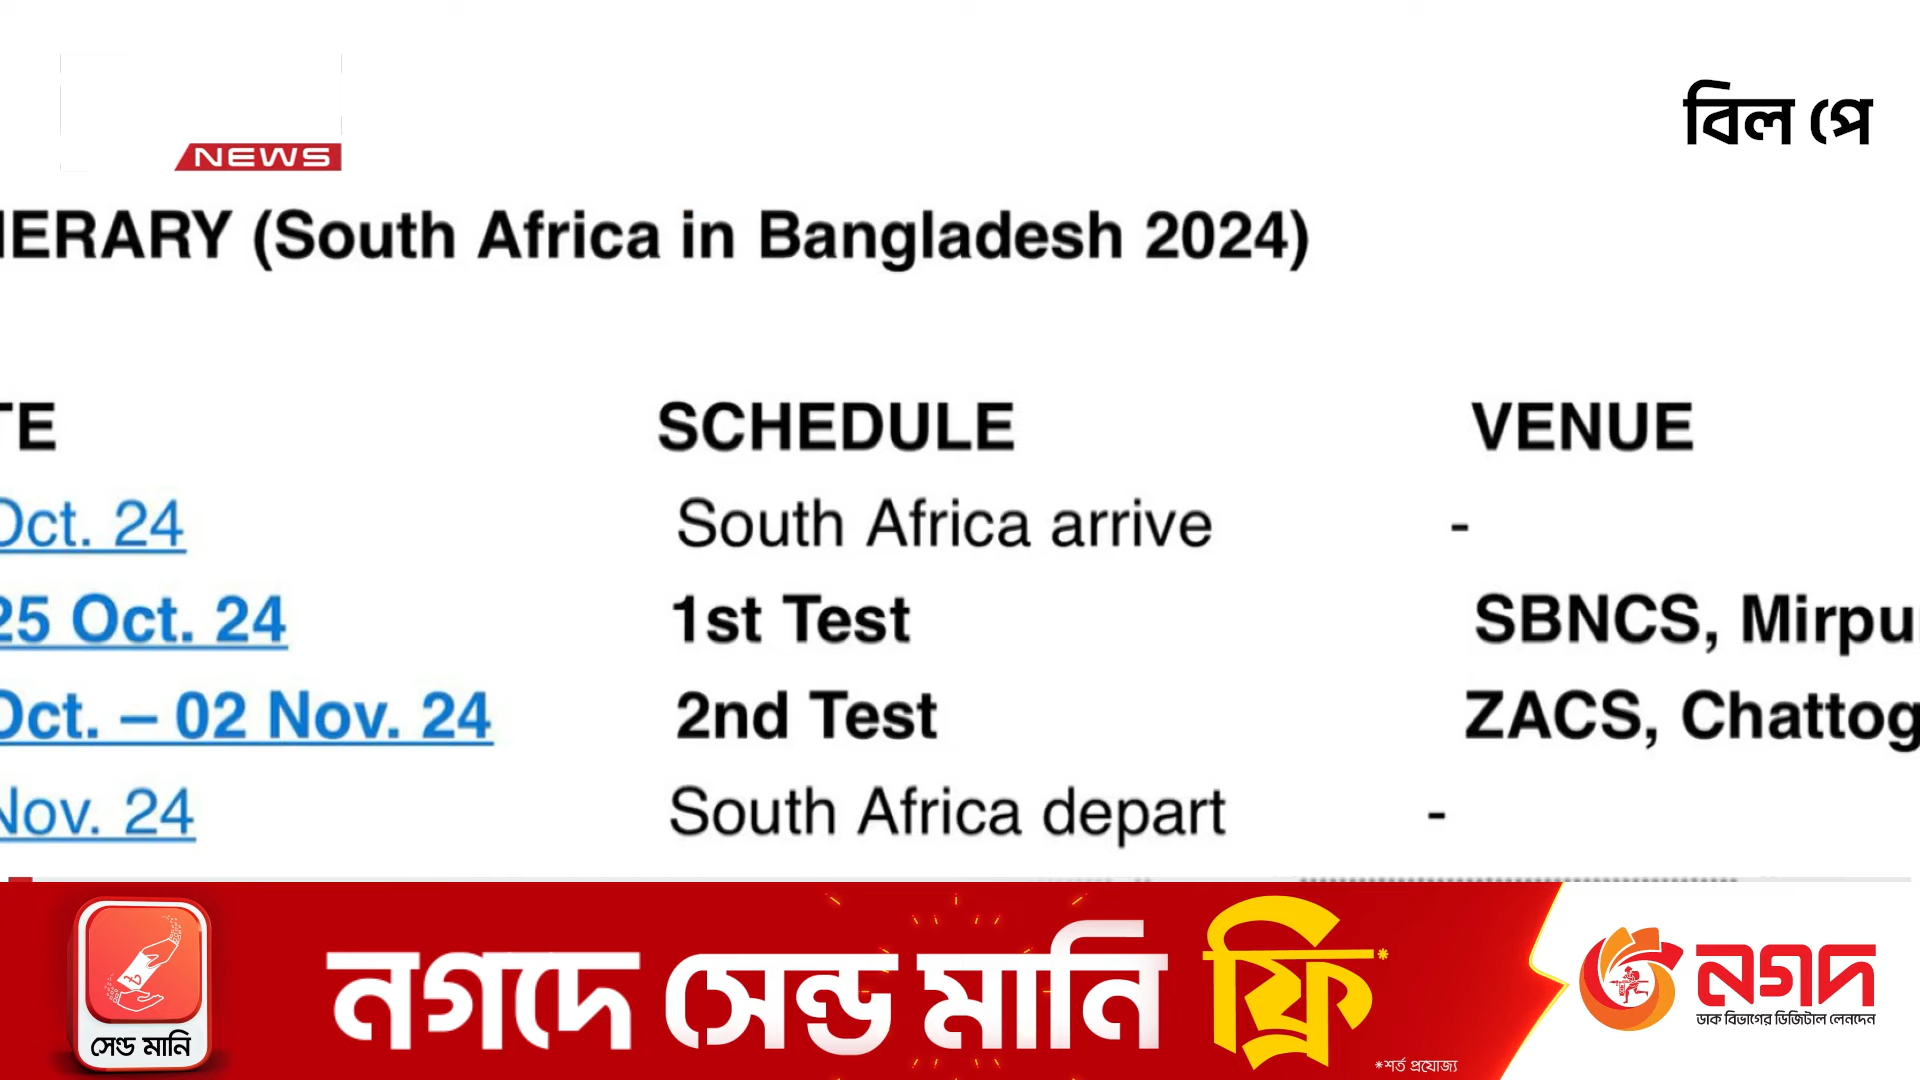 NEWS
বিল পে
IERARY (South Africa in Bangladesh 2024)
TE SCHEDULE VENUE
Oct. 24 South Africa arrive -
25 Oct. 24 1st Test SBNCS, Mirpu
Oct. – 02 Nov. 24 2nd Test ZACS, Chattog
Nov. 24 South Africa depart -
সেন্ড মানি
নগদে সেন্ড মানি ফ্রি*
*শর্ত প্রযোজ্য
নগদ
ডাক বিভাগের ডিজিটাল লেনদেন